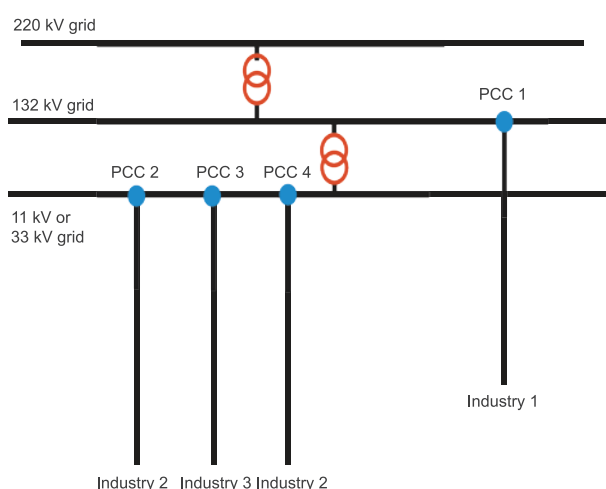 220 kV grid
132 kV grid
PCC 1
PCC 2 PCC 3 PCC 4
11 kV or
33 kV grid
Industry 1
Industry 2 Industry 3 Industry 2